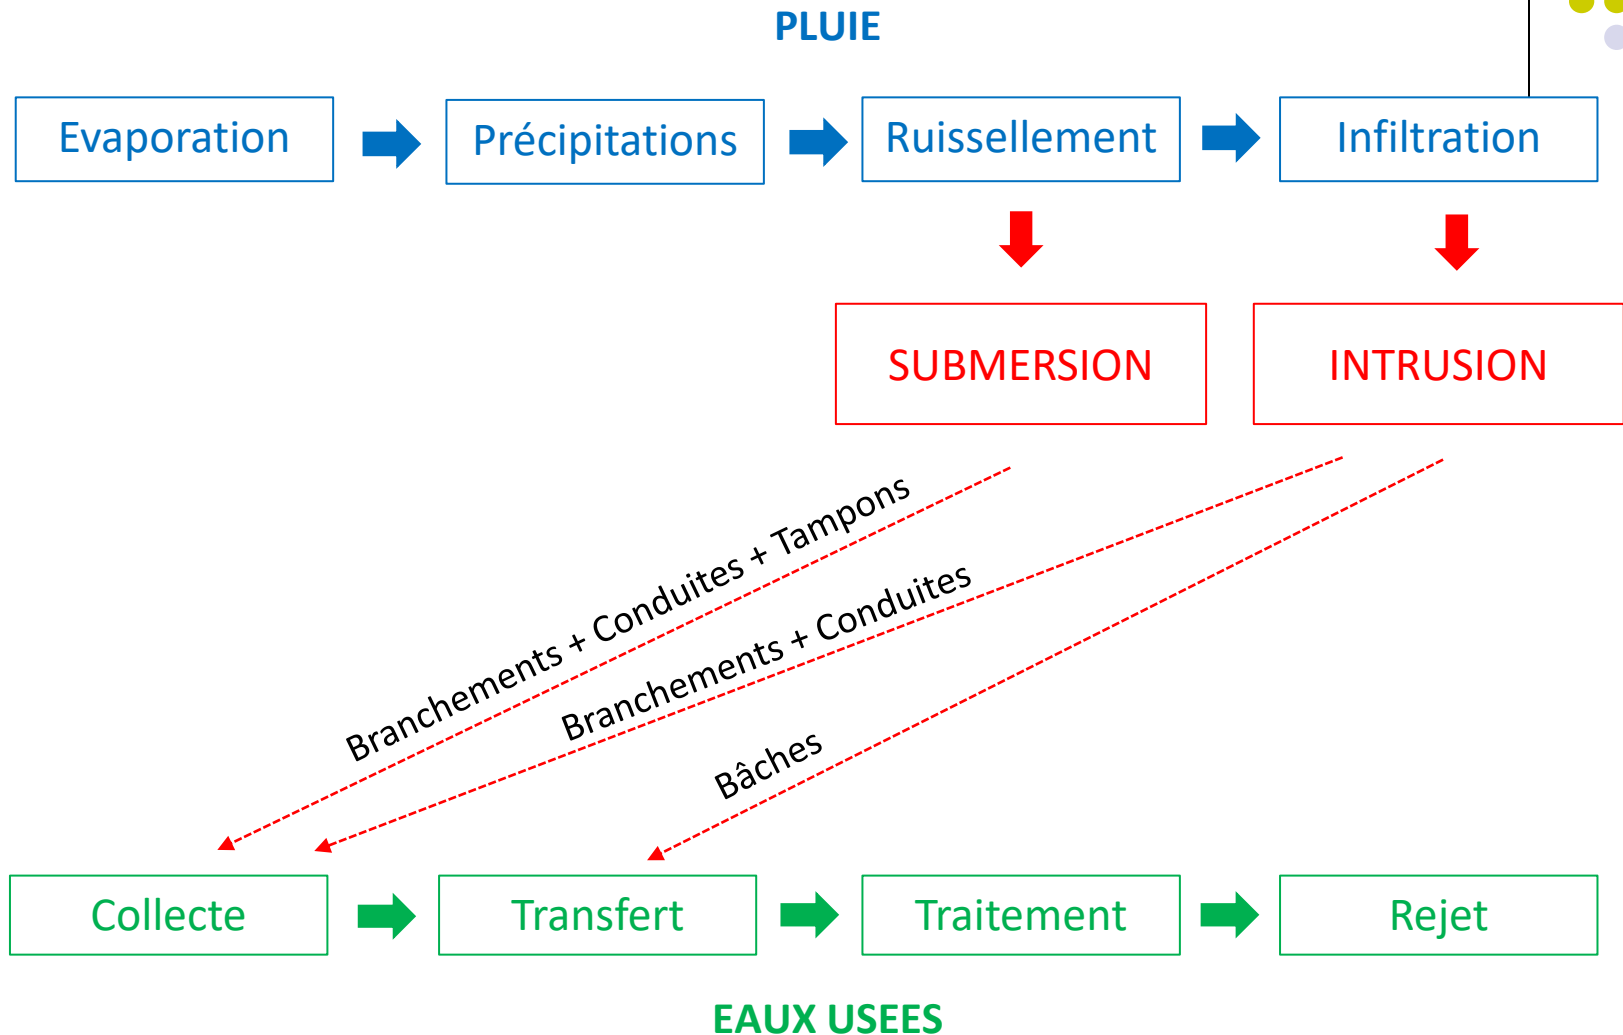 PLUIE
Evaporation
Précipitations
Ruissellement
Infiltration
SUBMERSION
INTRUSION
Branchements + Conduites + Tampons
Branchements + Conduites
Bâches
Collecte
Transfert
Traitement
Rejet
EAUX USEES